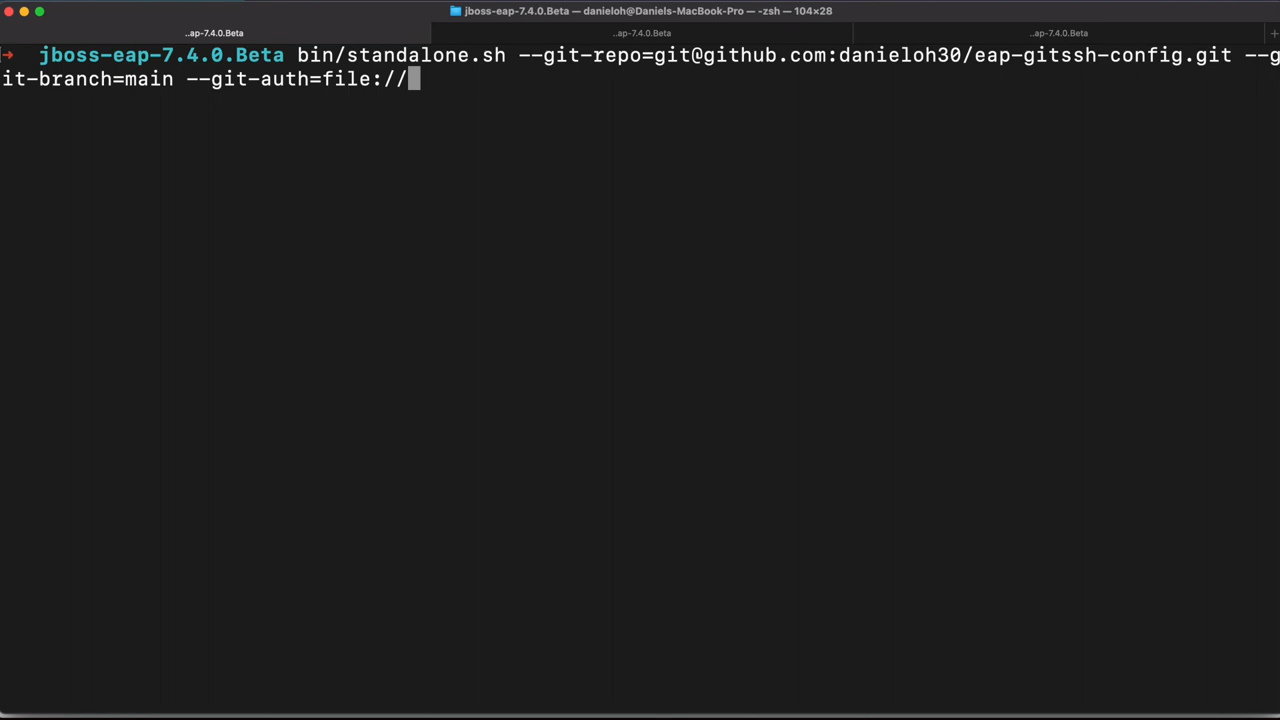 jboss-eap-7.4.0.Beta — danieloh@Daniels-MacBook-Pro — -zsh — 104×28
..ap-7.4.0.Beta ..ap-7.4.0.Beta ..ap-7.4.0.Beta +
→ jboss-eap-7.4.0.Beta bin/standalone.sh --git-repo=git@github.com:danieloh30/eap-gitssh-config.git --g
it-branch=main --git-auth=file://